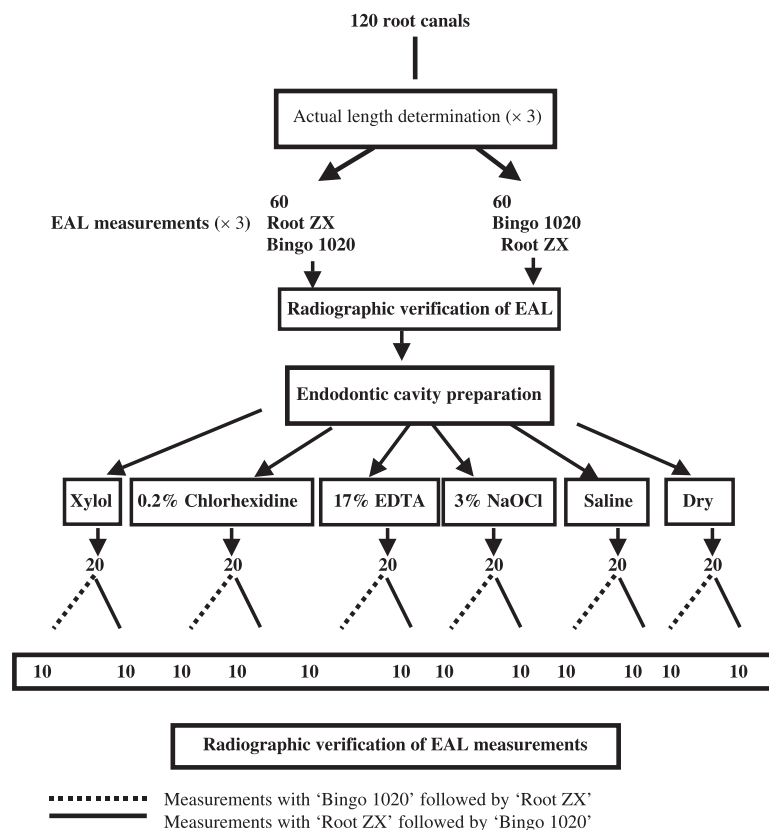 120 root canals
Actual length determination (× 3)
60
60
EAL measurements (× 3) Root ZX
Bingo 1020
Bingo 1020
Root ZX
Radiographic verification of EAL
Endodontic cavity preparation
Xylol
0.2% Chlorhexidine
17% EDTA
3% NaOCl
Saline
Dry
20 20 20 20 20 20
10 10 10 10 10 10 10 10 10 10 10 10
Radiographic verification of EAL measurements
Measurements with ‘Bingo 1020’ followed by ‘Root ZX’
Measurements with ‘Root ZX’ followed by ‘Bingo 1020’